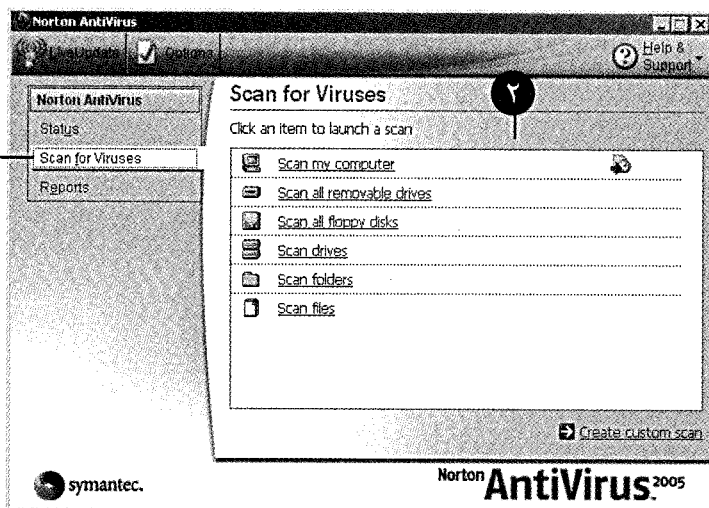 Norton AntiVirus
LiveUpdate Options Help & Support
Norton AntiVirus
Status
Scan for Viruses
Reports
Scan for Viruses
٢
Click an item to launch a scan
Scan my computer
Scan all removable drives
Scan all floppy disks
Scan drives
Scan folders
Scan files
Create custom scan
symantec.
Norton AntiVirus 2005